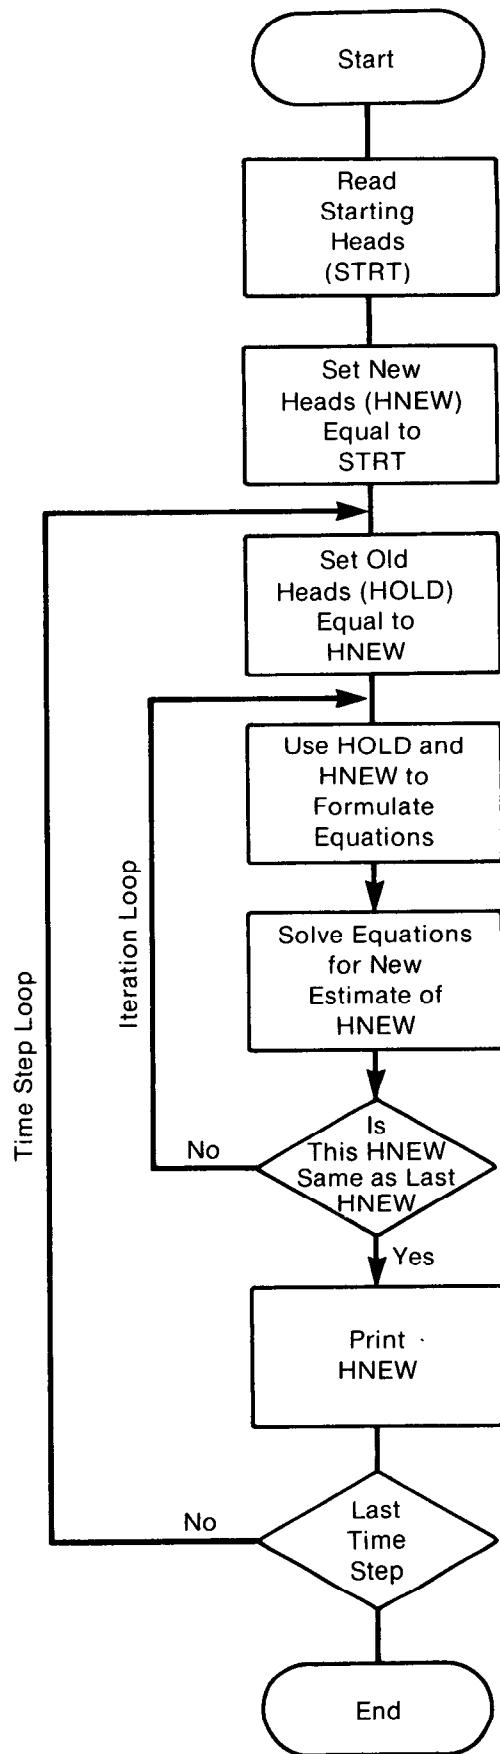 Start
Read
Starting
Heads
(STRT)
Set New
Heads (HNEW)
Equal to
STRT
Set Old
Heads (HOLD)
Equal to
HNEW
Use HOLD and
HNEW to
Formulate
Equations
Solve Equations
for New
Estimate of
HNEW
Iteration Loop
Time Step Loop
Is
This HNEW
Same as Last
HNEW
No
Yes
Print
HNEW
Last
Time
Step
No
End